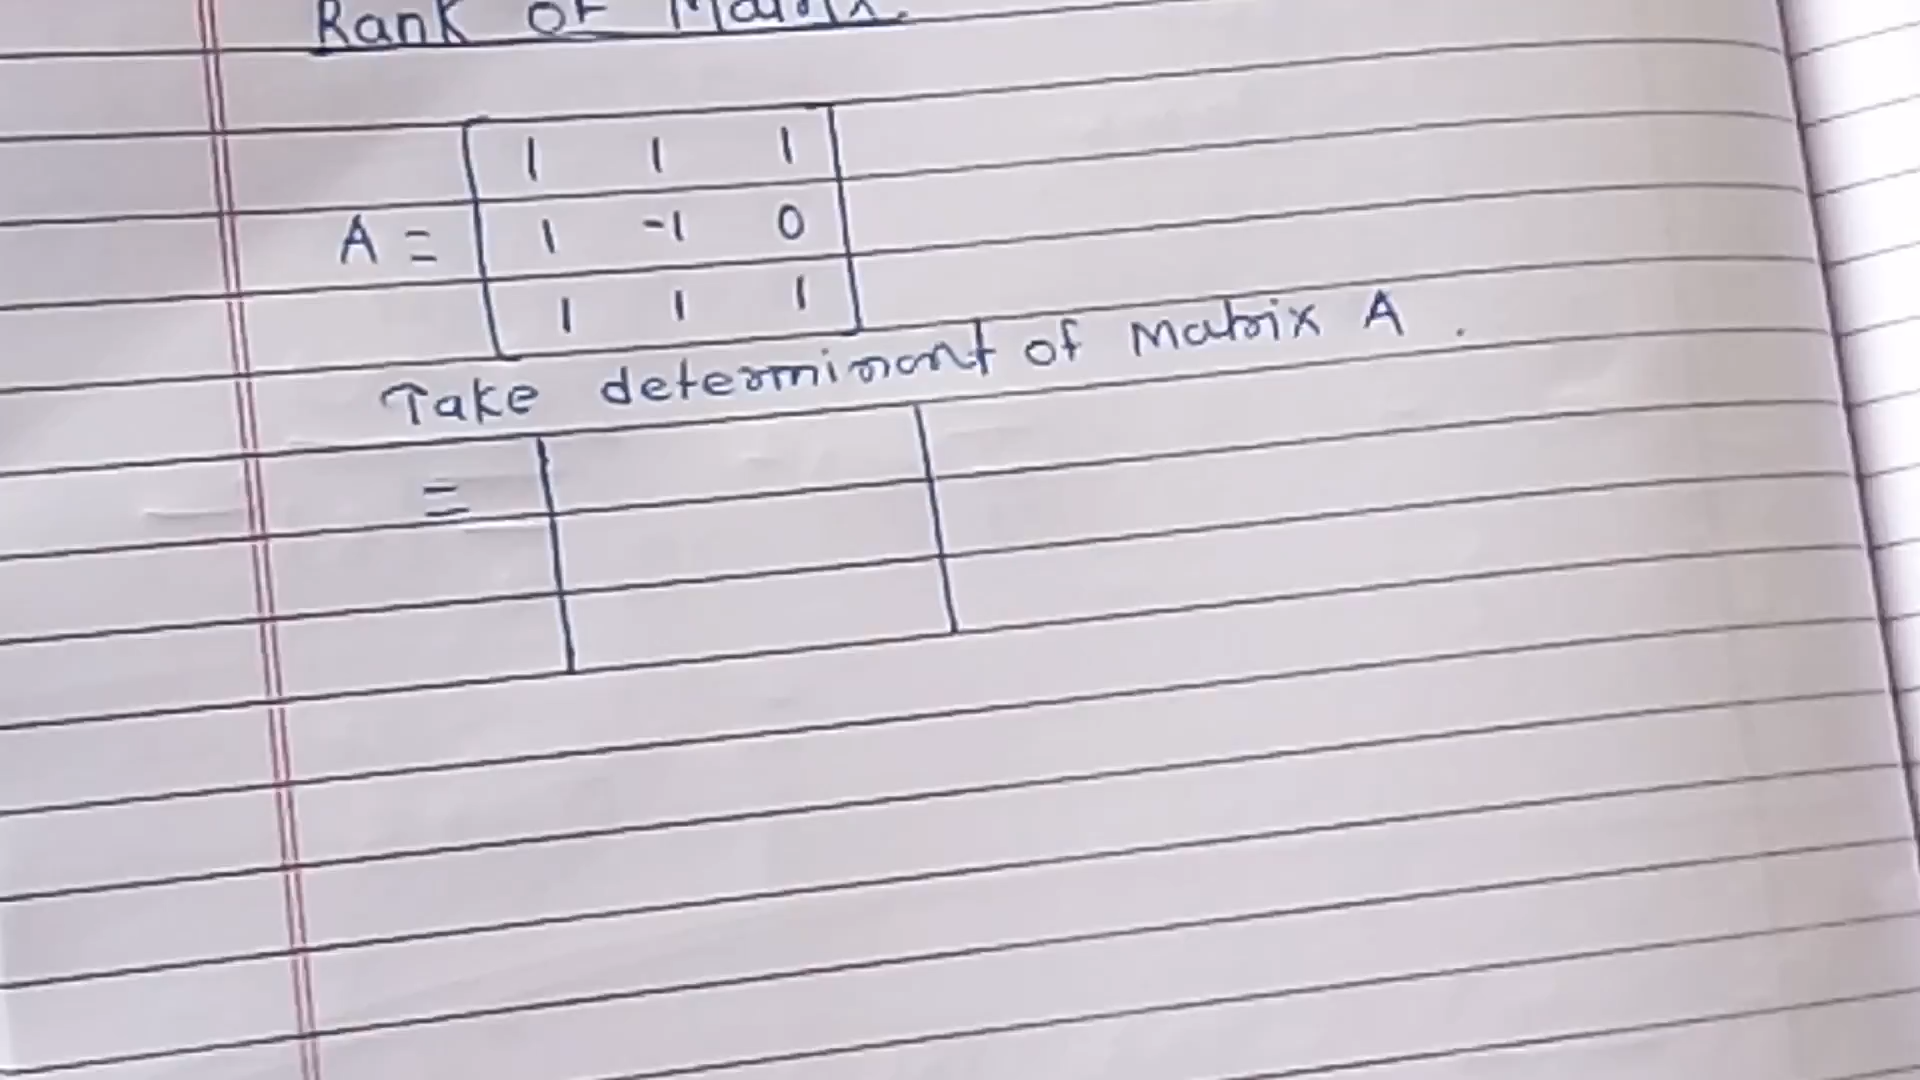 Rank of Matrix.
1 1 1
A = 1 -1 0
1 1 1
Take determinant of Matrix A .
=